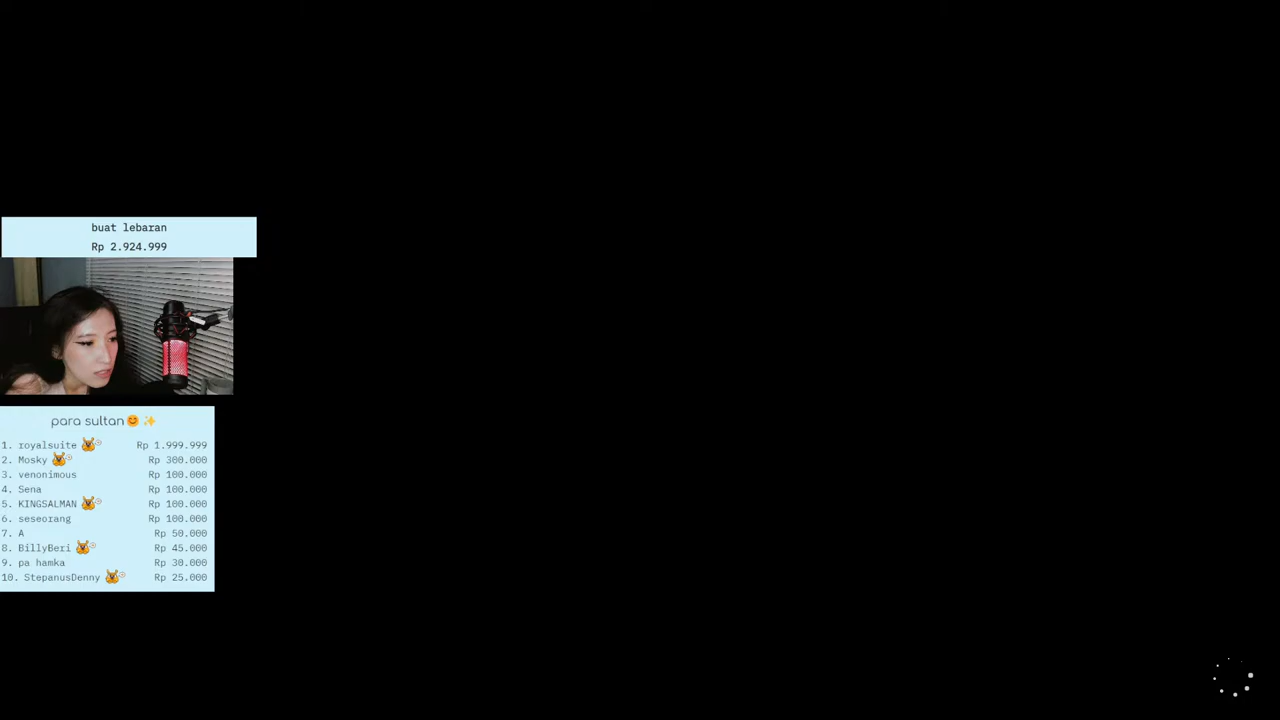 buat lebaran
Rp 2.924.999
para sultan😊✨
1. royalsuite Rp 1.999.999
2. Mosky Rp 300.000
3. venonimous Rp 100.000
4. Sena Rp 100.000
5. KINGSALMAN Rp 100.000
6. seseorang Rp 100.000
7. A Rp 50.000
8. BillyBeri Rp 45.000
9. pa hamka Rp 30.000
10. StepanusDenny Rp 25.000